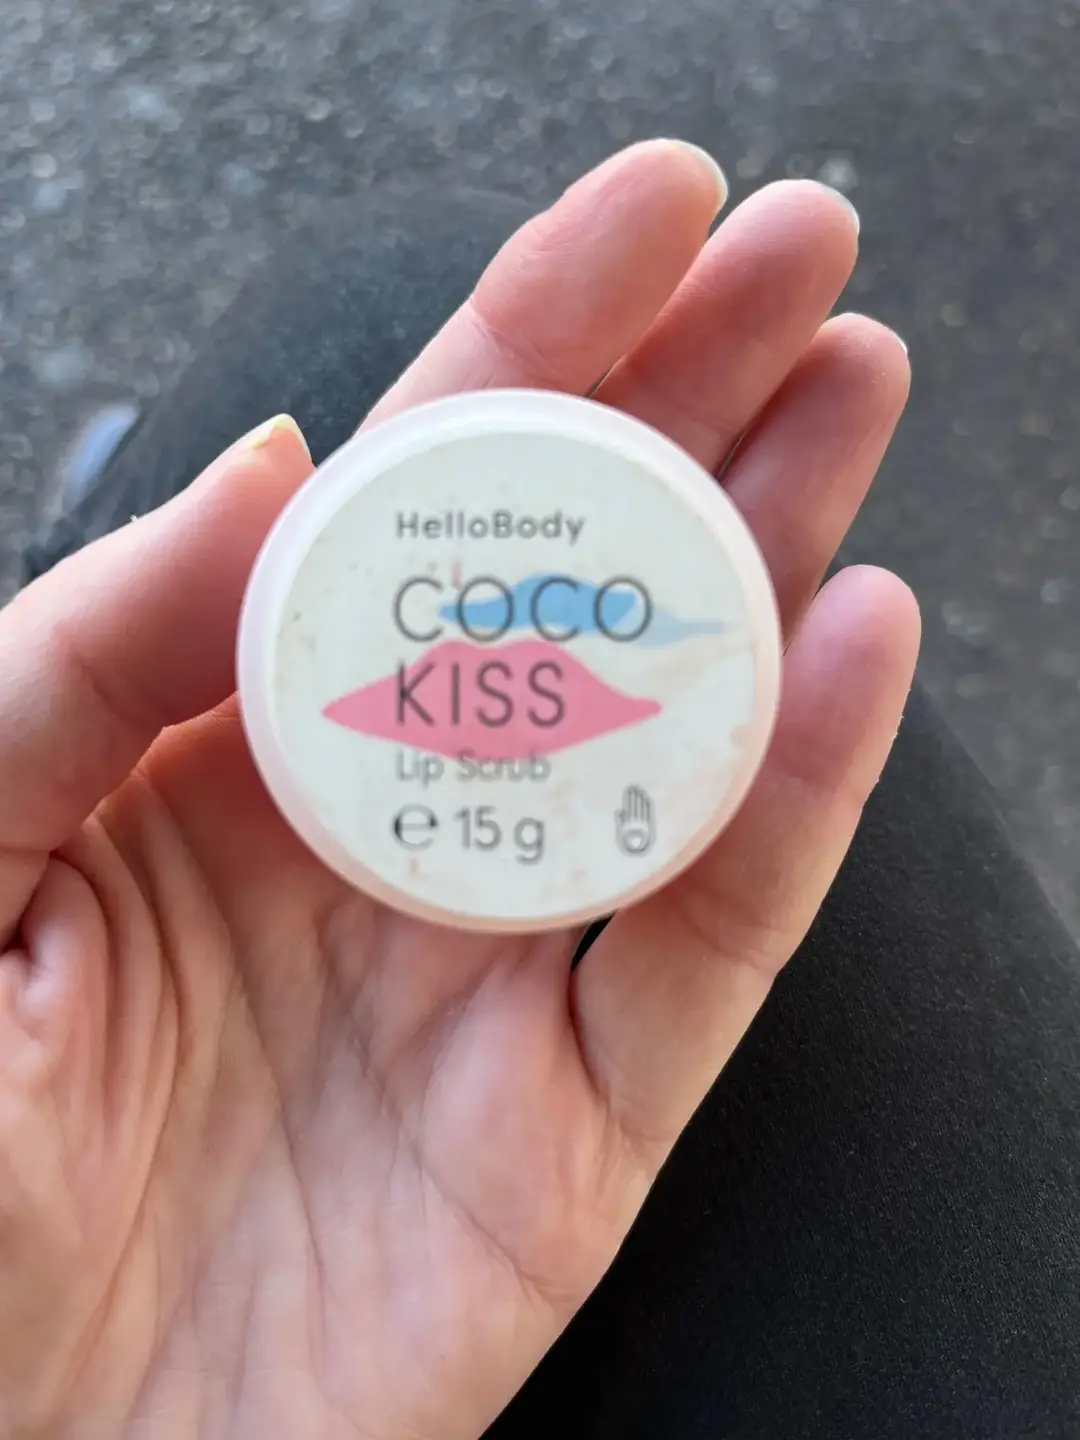 HelloBody
COCO
KISS
Lip Scrub
℮ 15 g